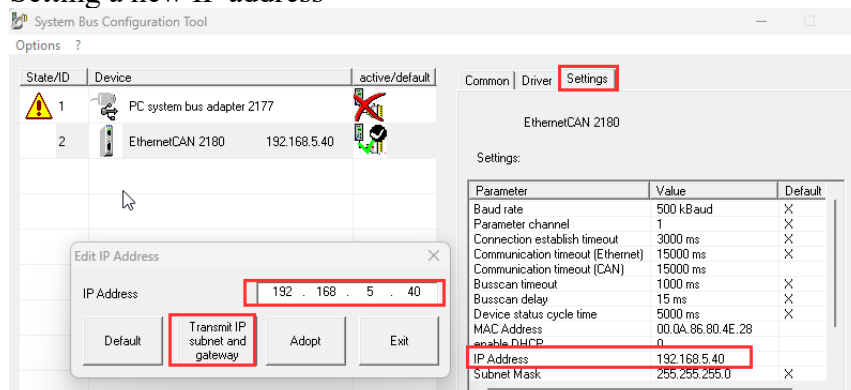 Setting a new IP address
System Bus Configuration Tool
Options ?
State/ID Device active/default
1 PC system bus adapter 2177
2 EthernetCAN 2180 192.168.5.40
Common Driver Settings
EthernetCAN 2180
Settings:
Parameter Value Default
Baud rate 500 kBaud X
Parameter channel 1 X
Connection establish timeout 3000 ms X
Communication timeout (Ethernet) 15000 ms X
Communication timeout (CAN) 15000 ms
Busscan timeout 1000 ms X
Busscan delay 15 ms X
Device status cycle time 5000 ms X
MAC Address 00.0A.86.80.4E.28
enable DHCP 0
IP Address 192.168.5.40
Subnet Mask 255.255.255.0 X
Edit IP Address
IP Address 192 . 168 . 5 . 40
Default
Transmit IP
subnet and
gateway
Adopt
Exit